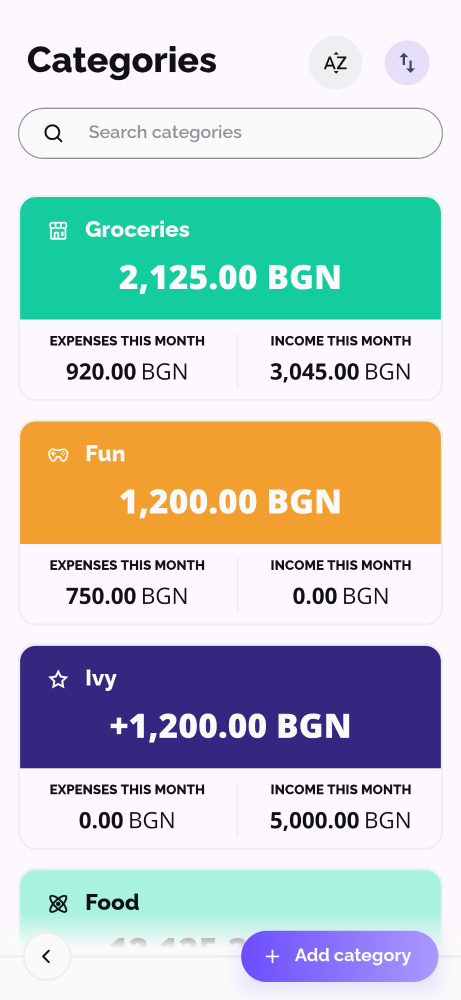 Categories
AZ
Search categories
Groceries
2,125.00 BGN
EXPENSES THIS MONTH
INCOME THIS MONTH
920.00 BGN
3,045.00 BGN
Fun
1,200.00 BGN
EXPENSES THIS MONTH
INCOME THIS MONTH
750.00 BGN
0.00 BGN
Ivy
+1,200.00 BGN
EXPENSES THIS MONTH
INCOME THIS MONTH
0.00 BGN
5,000.00 BGN
Food
+ Add category